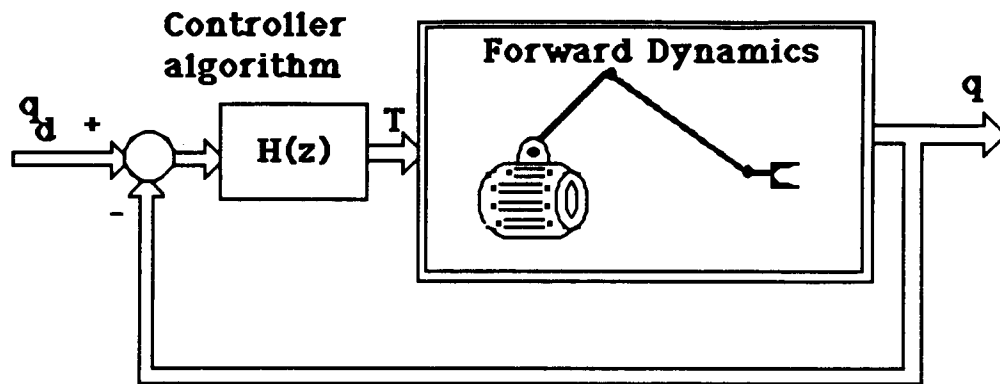 Controller
algorithm
Forward Dynamics
q
d
+
H(z)
T
q
-